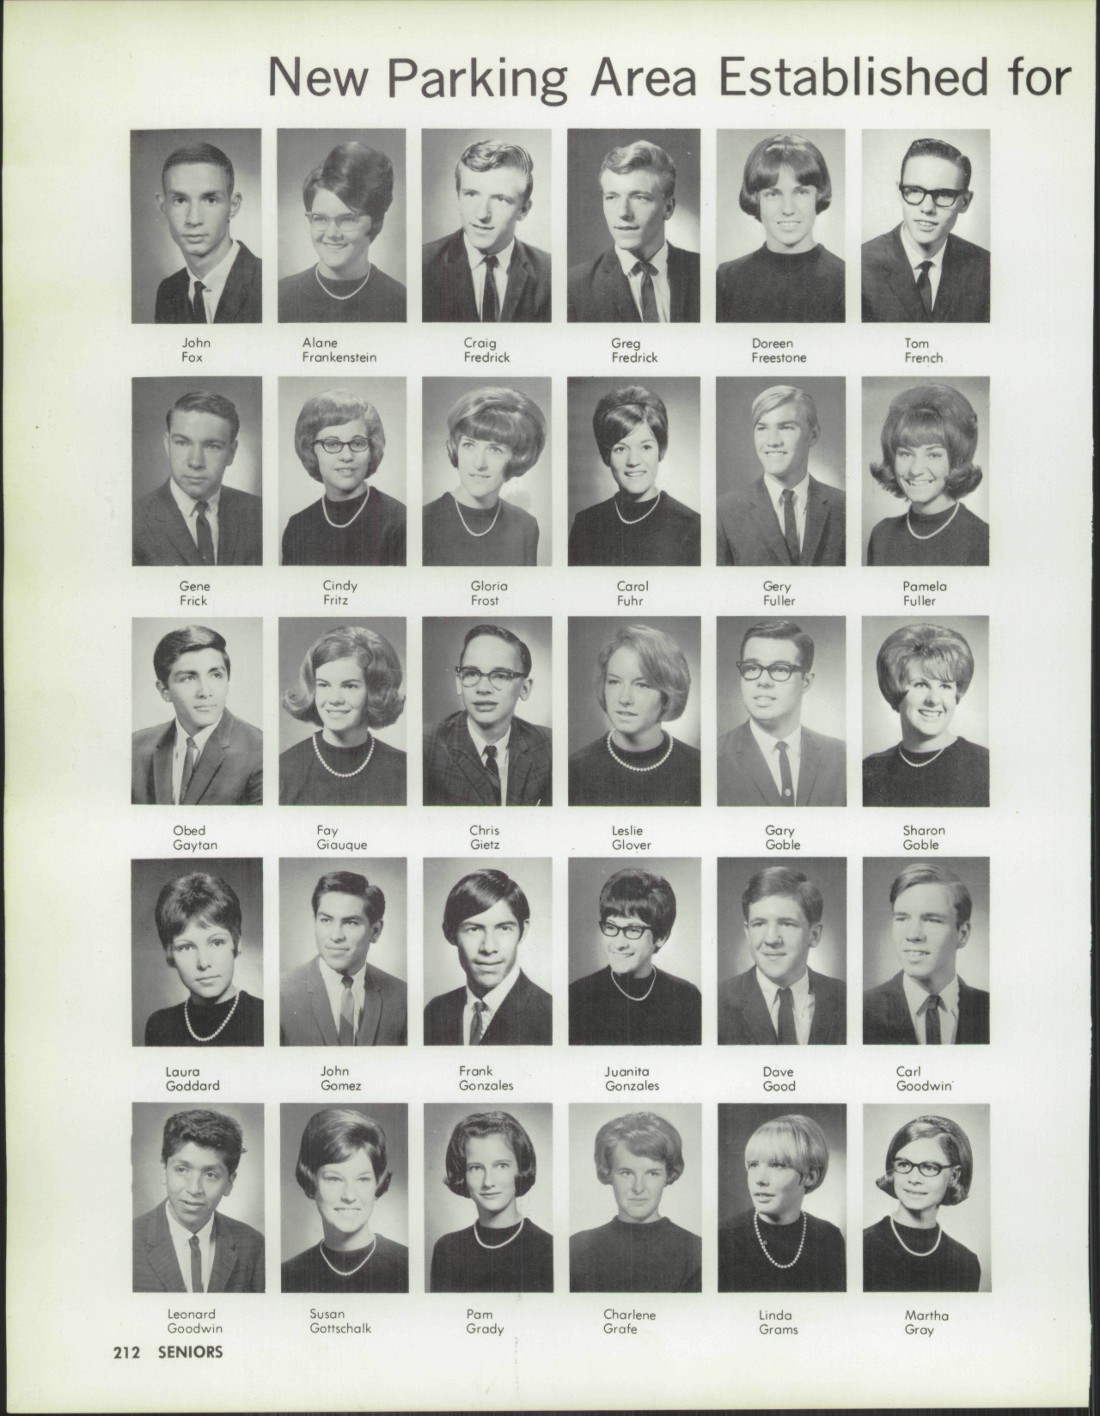 New Parking Area Established for
John Fox
Alane Frankenstein
Craig Fredrick
Greg Fredrick
Doreen Freestone
Tom French
Gene Frick
Cindy Fritz
Gloria Frost
Carol Fuhr
Gery Fuller
Pamela Fuller
Obed Gaytan
Fay Giauque
Chris Gietz
Leslie Glover
Gary Goble
Sharon Goble
Laura Goddard
John Gomez
Frank Gonzales
Juanita Gonzales
Dave Good
Carl Goodwin
Leonard Goodwin
Susan Gottschalk
Pam Grady
Charlene Grafe
Linda Grams
Martha Gray
212 SENIORS